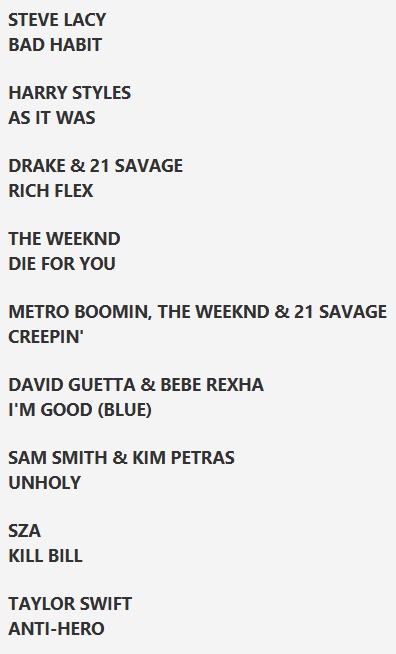 STEVE LACY
BAD HABIT
HARRY STYLES
AS IT WAS
DRAKE & 21 SAVAGE
RICH FLEX
THE WEEKND
DIE FOR YOU
METRO BOOMIN, THE WEEKND & 21 SAVAGE
CREEPIN'
DAVID GUETTA & BEBE REXHA
I'M GOOD (BLUE)
SAM SMITH & KIM PETRAS
UNHOLY
SZA
KILL BILL
TAYLOR SWIFT
ANTI-HERO